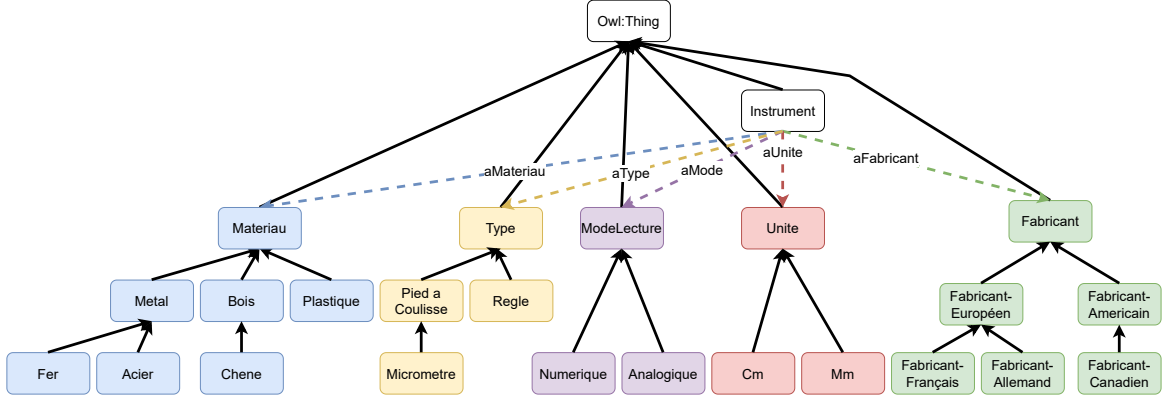 Owl:Thing
Instrument
aMateriau
aType
aMode
aUnite
aFabricant
Materiau
Type
ModeLecture
Unite
Fabricant
Metal
Bois
Plastique
Pied a
Coulisse
Regle
Fabricant-
Européen
Fabricant-
Americain
Fer
Acier
Chene
Micrometre
Numerique
Analogique
Cm
Mm
Fabricant-
Français
Fabricant-
Allemand
Fabricant-
Canadien